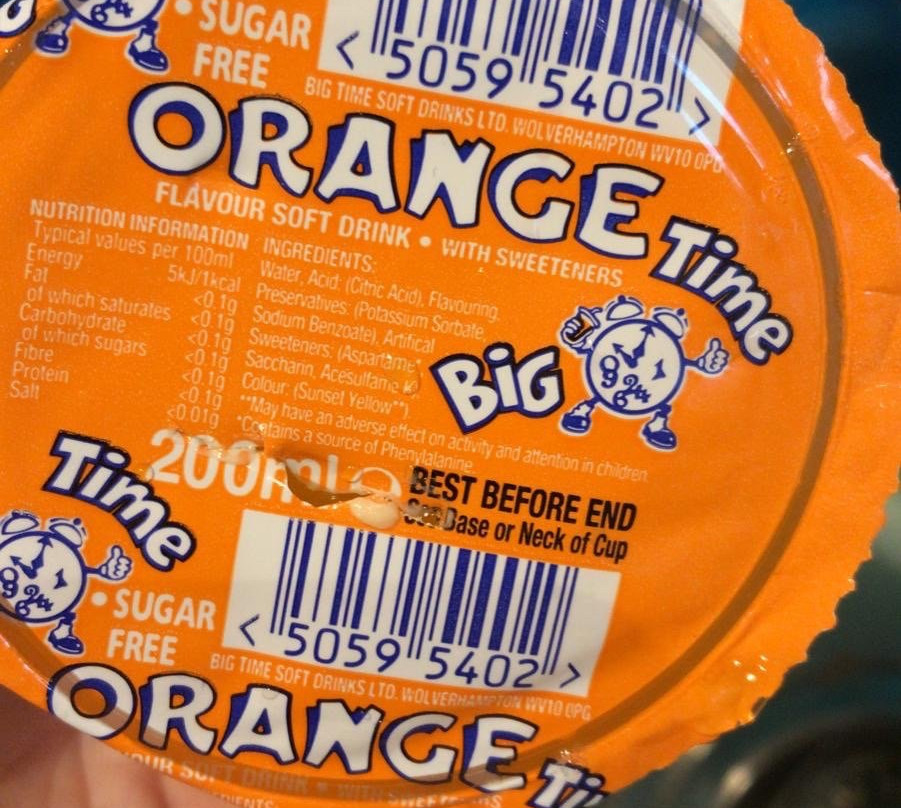 • SUGAR
FREE
< 5059 5402 >
BIG TIME SOFT DRINKS LTD. WOLVERHAMPTON WV10 0PG
ORANGE
Time
BiG
FLAVOUR SOFT DRINK • WITH SWEETENERS
NUTRITION INFORMATION
Typical values per 100ml
Energy 5kJ/1kcal
Fat <0.1g
of which saturates <0.1g
Carbohydrate <0.1g
of which sugars <0.1g
Fibre <0.1g
Protein <0.1g
Salt <0.01g
INGREDIENTS:
Water, Acid: (Citric Acid), Flavouring,
Preservatives: (Potassium Sorbate,
Sodium Benzoate), Artifical
Sweeteners: (Aspartame*,
Saccharin, Acesulfame K)
Colour: (Sunset Yellow**).
**May have an adverse effect on activity and attention in children.
*Contains a source of Phenylalanine
200ml e
BEST BEFORE END
See Base or Neck of Cup
Time
• SUGAR
FREE
< 5059 5402 >
BIG TIME SOFT DRINKS LTD. WOLVERHAMPTON WV10 0PG
ORANGE
SOFT DRINK • WITH SWEETENERS